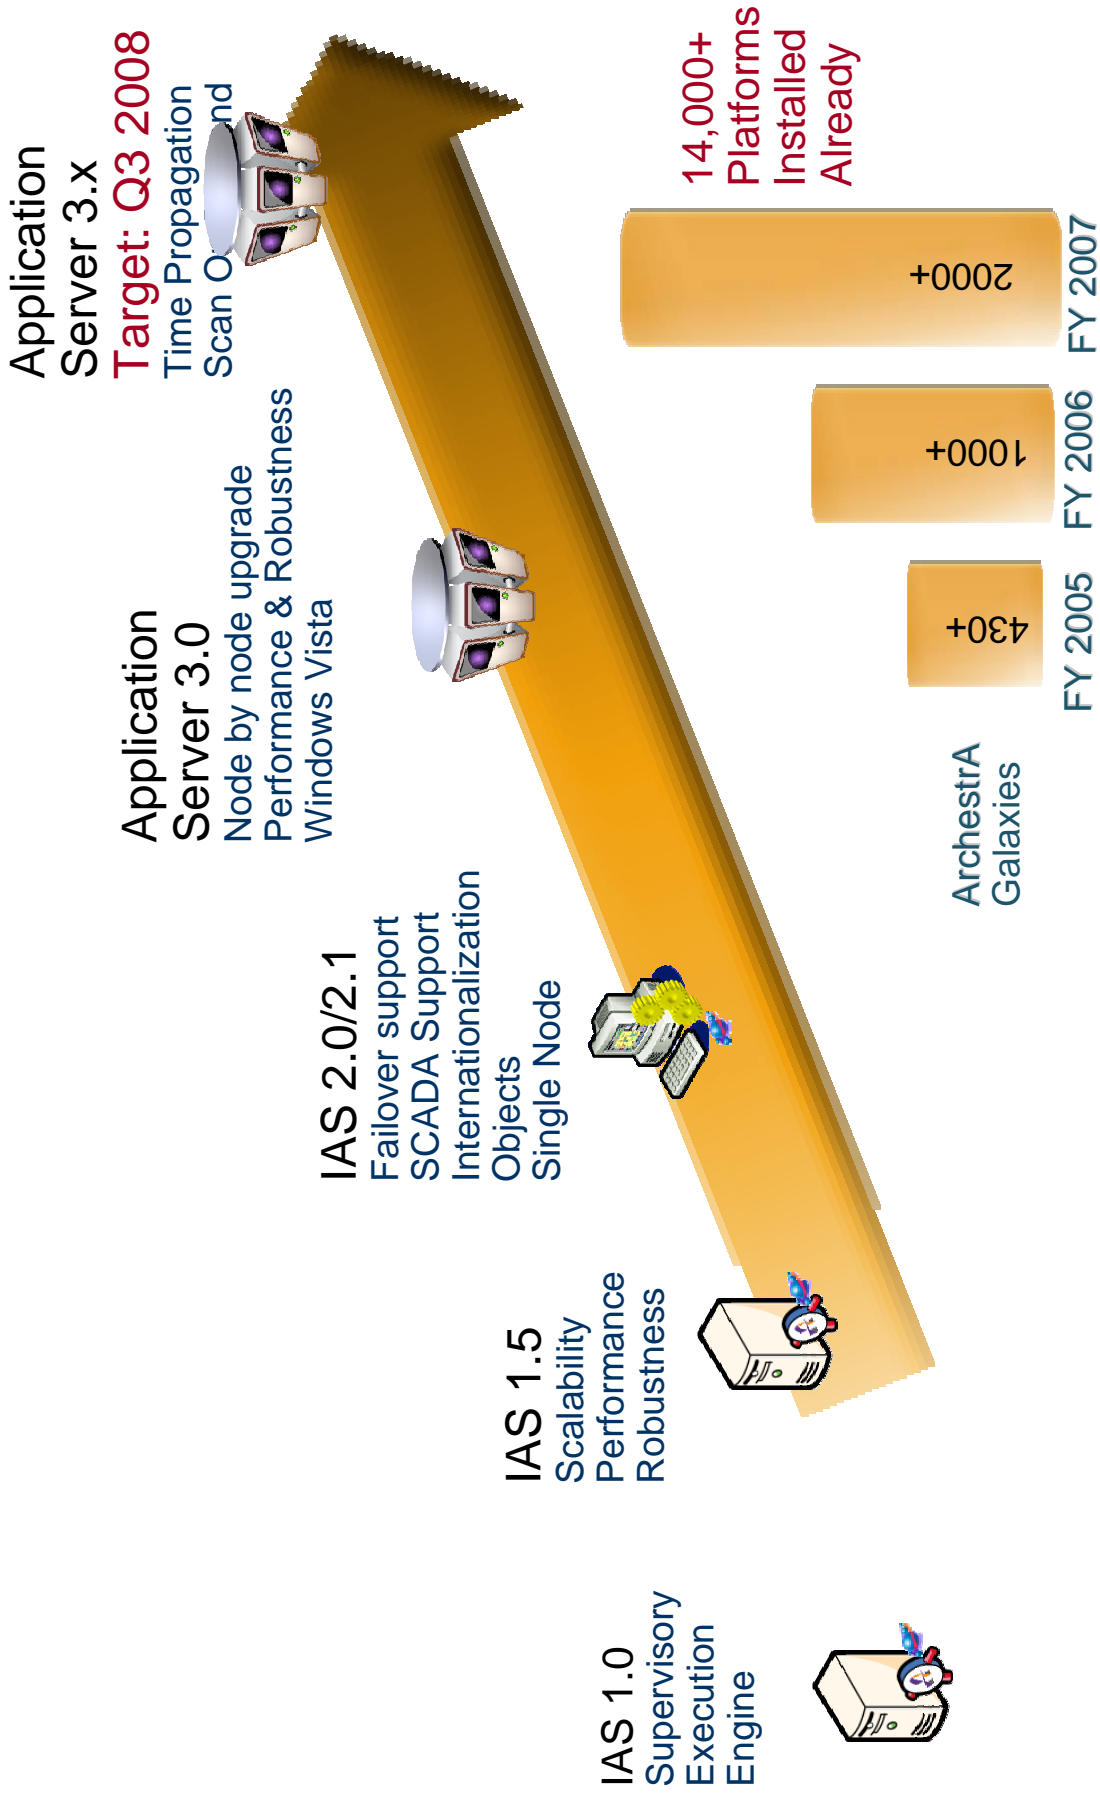 IAS 1.0
Supervisory
Execution
Engine
IAS 1.5
Scalability
Performance
Robustness
IAS 2.0/2.1
Failover support
SCADA Support
Internationalization
Objects
Single Node
Application
Server 3.0
Node by node upgrade
Performance & Robustness
Windows Vista
Application
Server 3.x
Target: Q3 2008
Time Propagation
Scan
ArchestrA
Galaxies
430+
FY 2005
1000+
FY 2006
2000+
FY 2007
14,000+
Platforms
Installed
Already